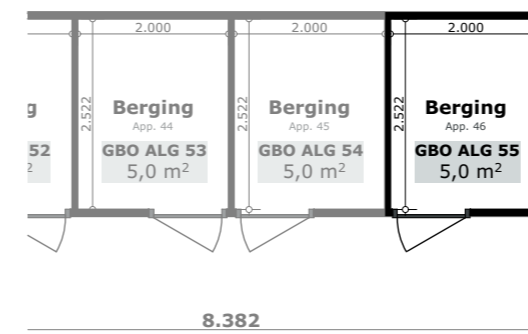 2.000 2.000 2.000
2.522 2.522 2.522
g Berging Berging Berging
App. 44 App. 45 App. 46
52 GBO ALG 53 GBO ALG 54 GBO ALG 55
2 5,0 m² 5,0 m² 5,0 m²
8.382